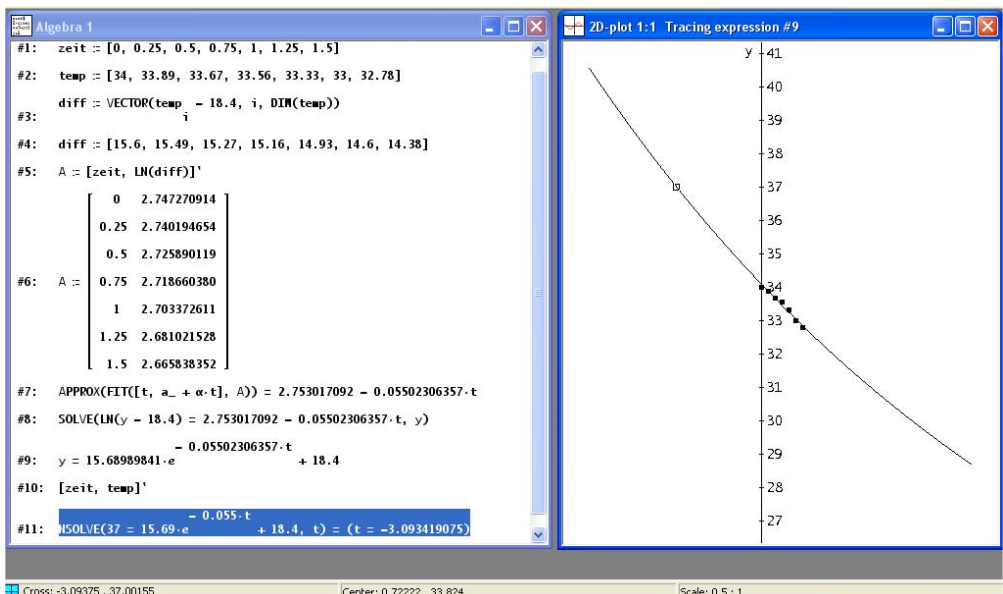 Algebra 1
#1: zeit := [0, 0.25, 0.5, 0.75, 1, 1.25, 1.5]
#2: temp := [34, 33.89, 33.67, 33.56, 33.33, 33, 32.78]
diff := VECTOR(temp - 18.4, i, DIM(temp))
#3: i
#4: diff := [15.6, 15.49, 15.27, 15.16, 14.93, 14.6, 14.38]
#5: A := [zeit, LN(diff)]'
0 2.747270914
0.25 2.740194654
0.5 2.725890119
#6: A := 0.75 2.718660380
1 2.703372611
1.25 2.681021528
1.5 2.665838352
#7: APPROX(FIT([t, a_ + α·t], A)) = 2.753017092 - 0.05502306357·t
#8: SOLVE(LN(y - 18.4) = 2.753017092 - 0.05502306357·t, y)
- 0.05502306357·t
#9: y = 15.68989841·e + 18.4
#10: [zeit, temp]'
- 0.055·t
#11: NSOLVE(37 = 15.69·e + 18.4, t) = (t = -3.093419075)
2D-plot 1:1 Tracing expression #9
y 41
40
39
38
37
36
35
34
33
32
31
30
29
28
27
Cross: -3.09375, 37.00155 Center: 0.72222, 33.824 Scale: 0.5 : 1